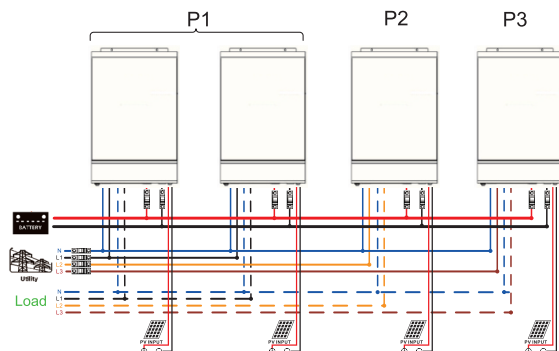 P1
P2
P3
BATTERY
Utility
N
L1
L2
L3
Load
N
L1
L2
L3
PV INPUT
PV INPUT
PV INPUT
PV INPUT